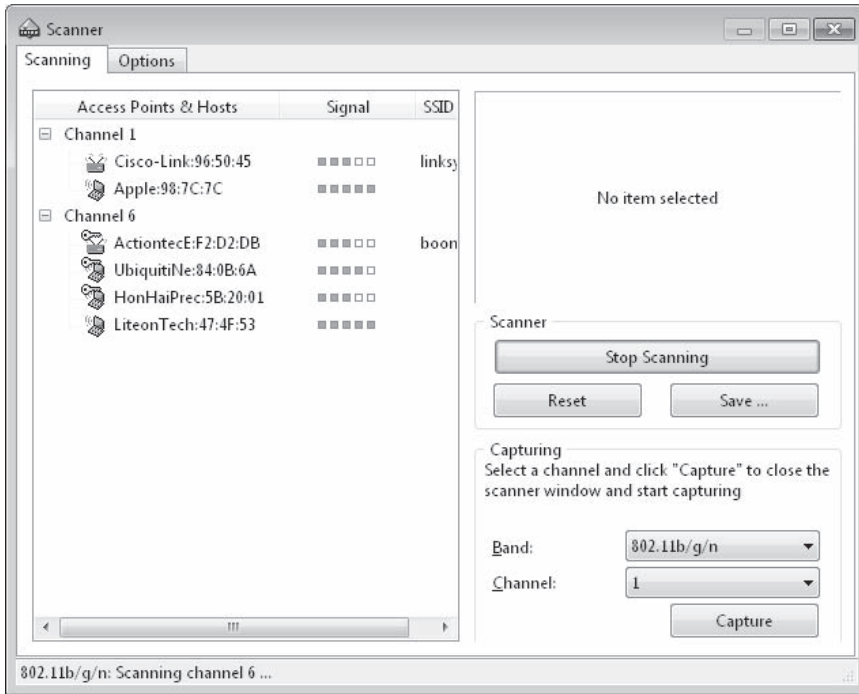 Scanner
Scanning Options
Access Points & Hosts Signal SSID
Channel 1
Cisco-Link:96:50:45 linksy
Apple:98:7C:7C
Channel 6
ActiontecE:F2:D2:DB boon
UbiquitiNe:84:0B:6A
HonHaiPrec:5B:20:01
LiteonTech:47:4F:53
No item selected
Scanner
Stop Scanning
Reset Save ...
Capturing
Select a channel and click "Capture" to close the
scanner window and start capturing
Band: 802.11b/g/n
Channel: 1
Capture
802.11b/g/n: Scanning channel 6 ...